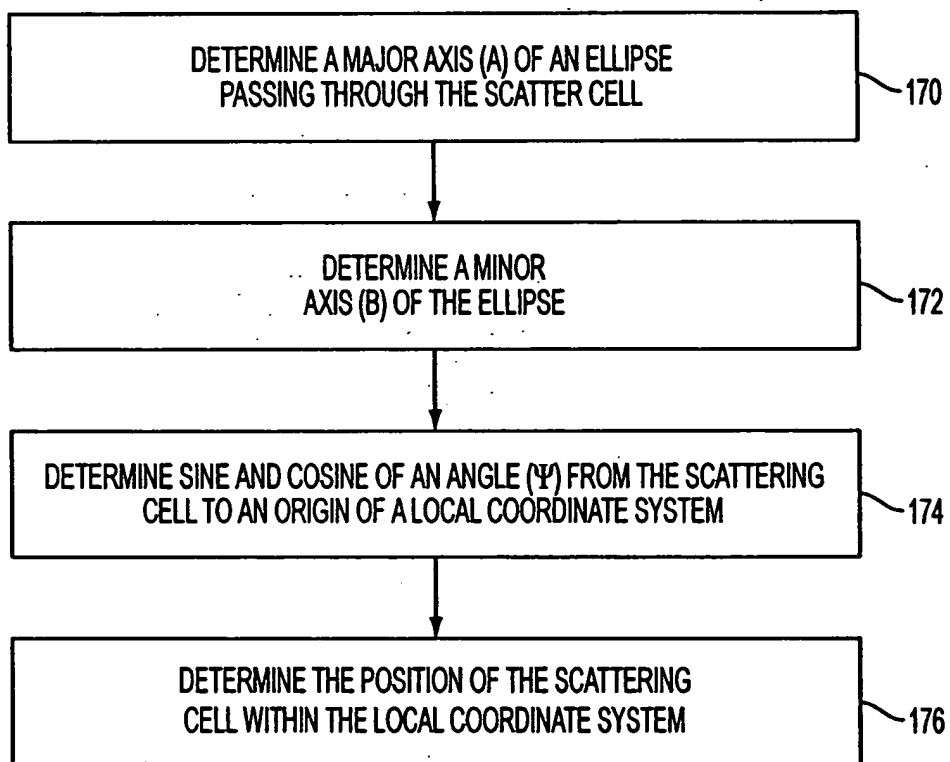 DETERMINE A MAJOR AXIS (A) OF AN ELLIPSE
PASSING THROUGH THE SCATTER CELL
170
DETERMINE A MINOR
AXIS (B) OF THE ELLIPSE
172
DETERMINE SINE AND COSINE OF AN ANGLE (Ψ) FROM THE SCATTERING
CELL TO AN ORIGIN OF A LOCAL COORDINATE SYSTEM
174
DETERMINE THE POSITION OF THE SCATTERING
CELL WITHIN THE LOCAL COORDINATE SYSTEM
176